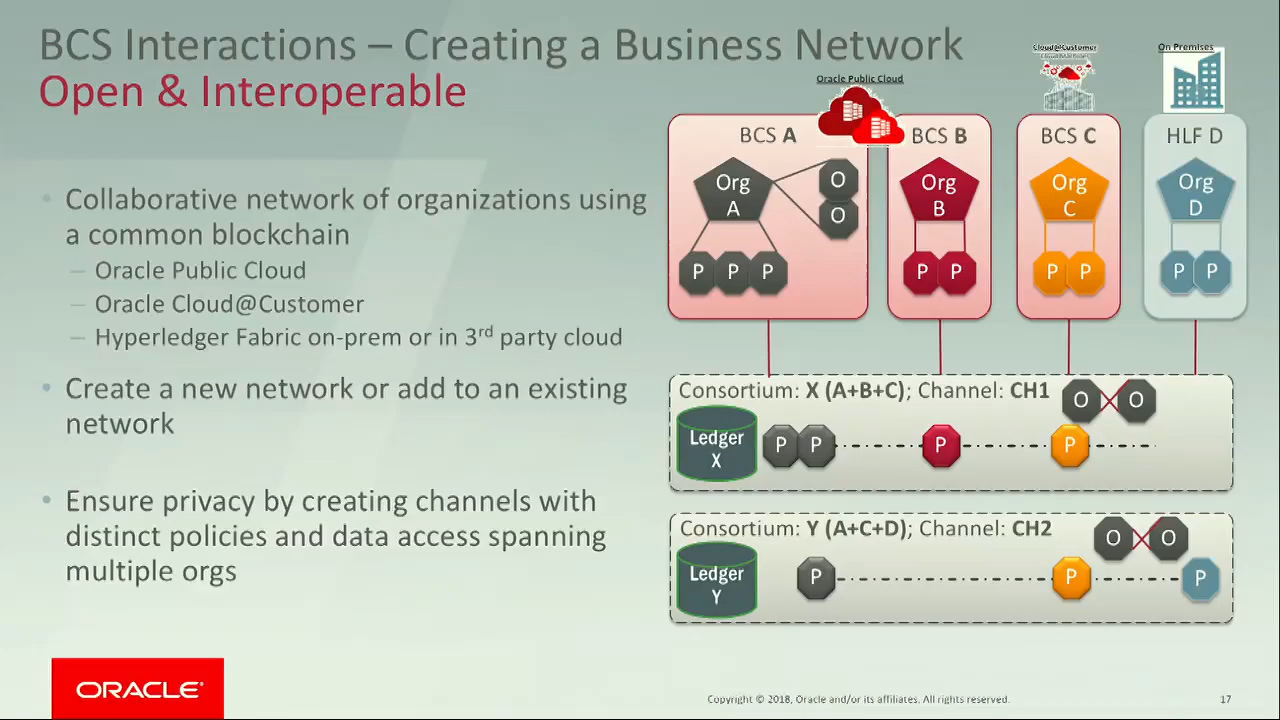 BCS Interactions – Creating a Business Network
Open & Interoperable
• Collaborative network of organizations using
a common blockchain
– Oracle Public Cloud
– Oracle Cloud@Customer
– Hyperledger Fabric on-prem or in 3rd party cloud
• Create a new network or add to an existing
network
• Ensure privacy by creating channels with
distinct policies and data access spanning
multiple orgs
Oracle Public Cloud
Cloud@Customer
On Premises
BCS A
Org
A
O
O
P P P
BCS B
Org
B
P P
BCS C
Org
C
P P
HLF D
Org
D
P P
Consortium: X (A+B+C); Channel: CH1
O O
Ledger
X
P P P P
Consortium: Y (A+C+D); Channel: CH2
O O
Ledger
Y
P P P
ORACLE®
Copyright © 2018, Oracle and/or its affiliates. All rights reserved.
17